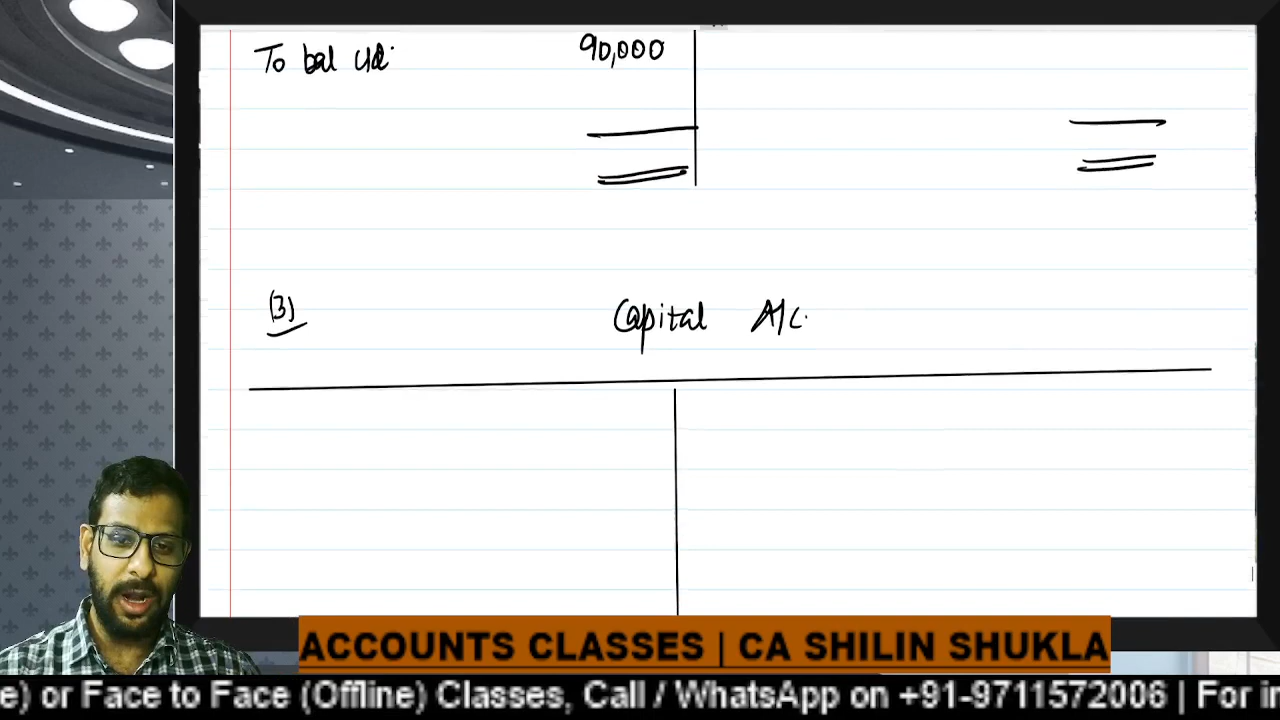 To bal c/d. 90,000
(3) Capital A/c.
ACCOUNTS CLASSES | CA SHILIN SHUKLA
e) or Face to Face (Offline) Classes, Call / WhatsApp on +91-9711572006 | For in